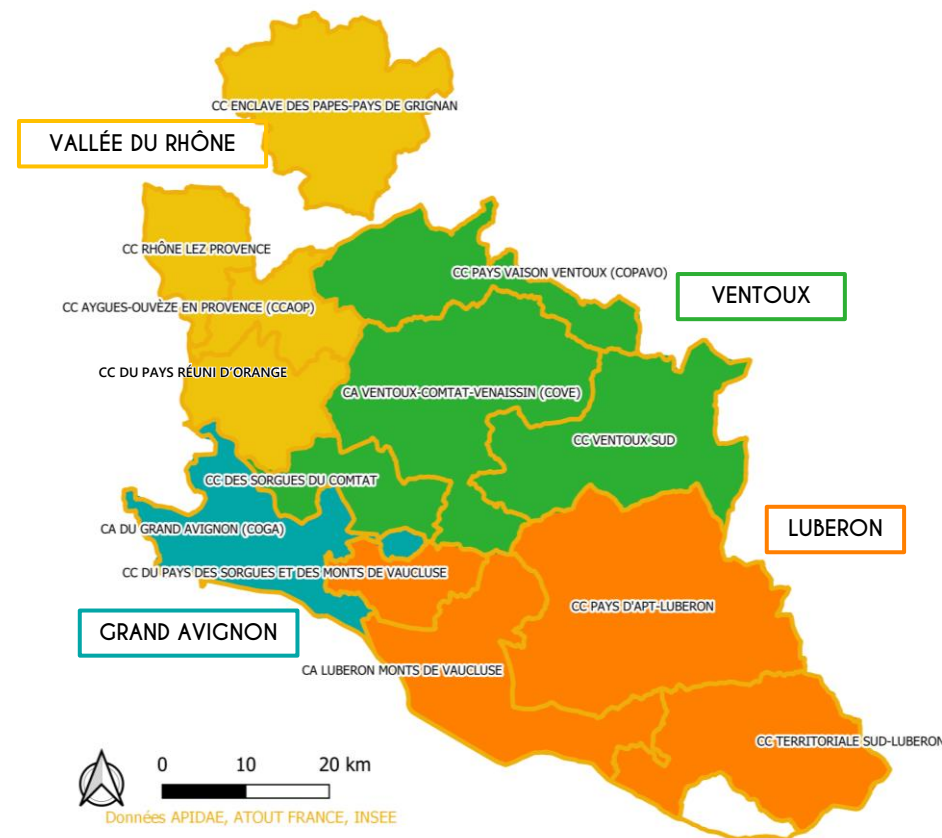 CC ENCLAVE DES PAPES-PAYS DE GRIGNAN
VALLÉE DU RHÔNE
CC RHÔNE LEZ PROVENCE
CC PAYS VAISON VENTOUX (COPAVO)
VENTOUX
CC AYGUES-OUVÈZE EN PROVENCE (CCAOP)
CC DU PAYS RÉUNI D'ORANGE
CA VENTOUX-COMTAT-VENAISSIN (COVE)
CC VENTOUX SUD
CC DES SORGUES DU COMTAT
CA DU GRAND AVIGNON (COGA)
LUBERON
CC DU PAYS DES SORGUES ET DES MONTS DE VAUCLUSE
CC PAYS D'APT-LUBERON
GRAND AVIGNON
CA LUBERON MONTS DE VAUCLUSE
CC TERRITORIALE SUD-LUBERON
0 10 20 km
Données APIDAE, ATOUT FRANCE, INSEE